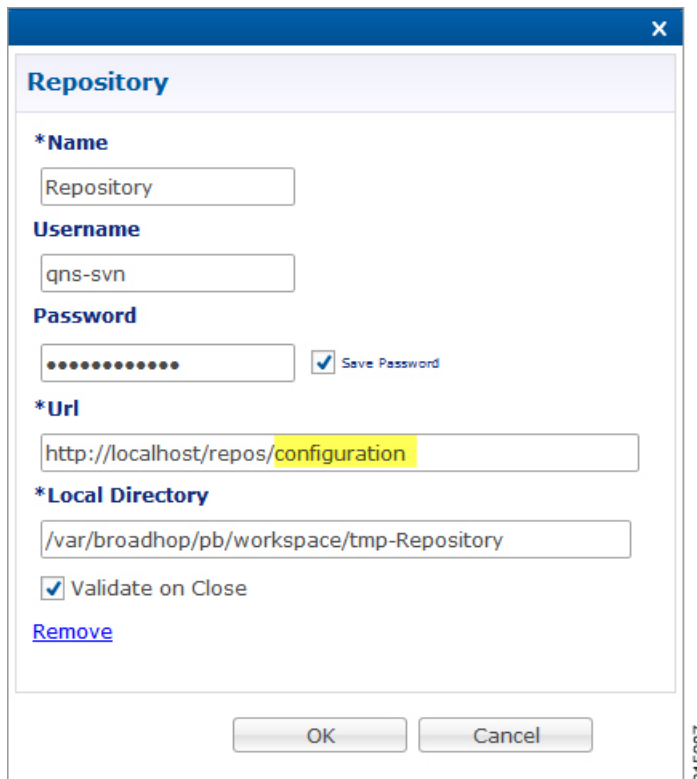 x
Repository
*Name
Repository
Username
qns-svn
Password
••••••••••••
Save Password
*Url
http://localhost/repos/configuration
*Local Directory
/var/broadhop/pb/workspace/tmp-Repository
Validate on Close
Remove
OK Cancel